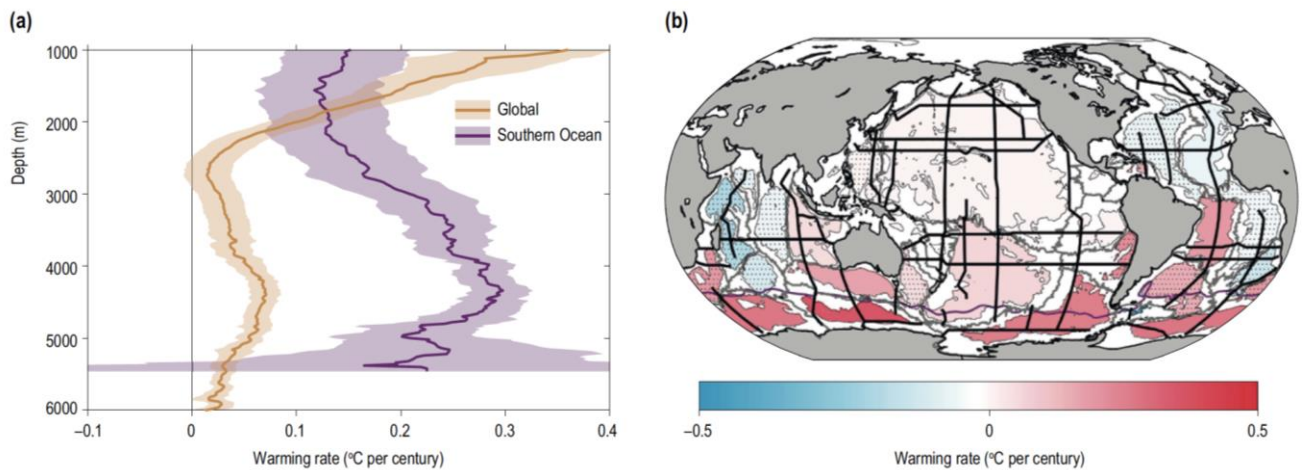 (a)
1000
2000
3000
4000
5000
6000
Depth (m)
Global
Southern Ocean
–0.1 0 0.1 0.2 0.3 0.4
Warming rate (°C per century)
(b)
–0.5 0 0.5
Warming rate (°C per century)